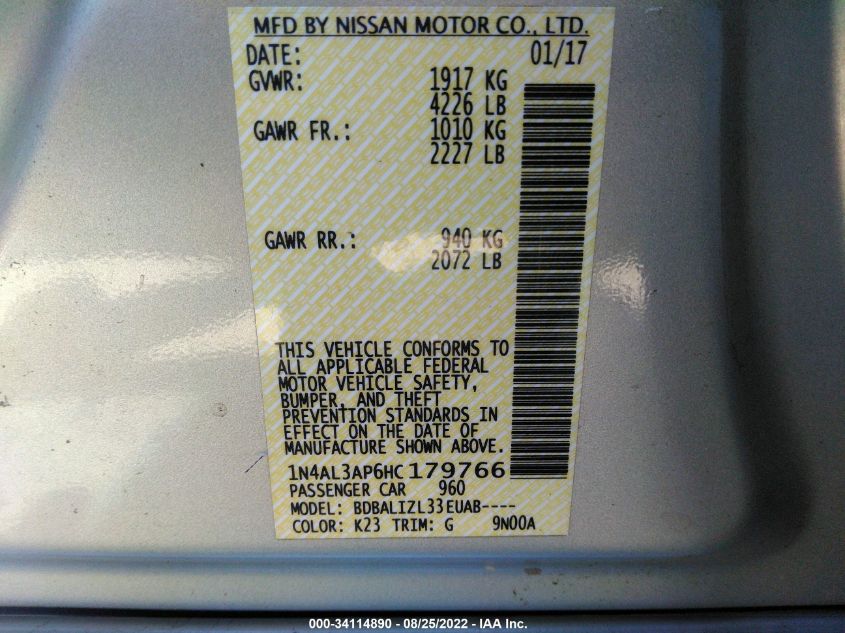 MFD BY NISSAN MOTOR CO., LTD.
DATE: 01/17
GVWR: 1917 KG
4226 LB
GAWR FR.: 1010 KG
2227 LB
GAWR RR.: 940 KG
2072 LB
THIS VEHICLE CONFORMS TO
ALL APPLICABLE FEDERAL
MOTOR VEHICLE SAFETY,
BUMPER, AND THEFT
PREVENTION STANDARDS IN
EFFECT ON THE DATE OF
MANUFACTURE SHOWN ABOVE.
1N4AL3AP6HC179766
PASSENGER CAR 960
MODEL: BDBALIZL33EUAB----
COLOR: K23 TRIM: G 9N00A
000-34114890 - 08/25/2022 - IAA Inc.